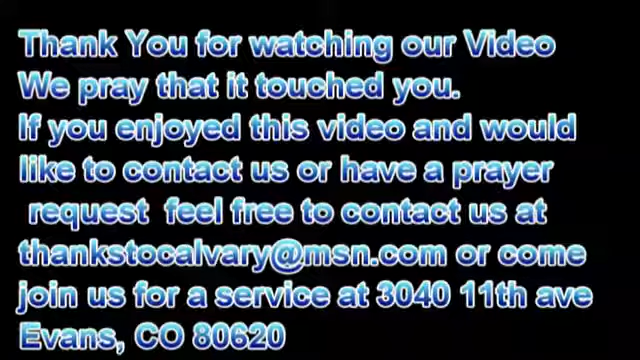 Thank You for watching our Video
We pray that it touched you.
If you enjoyed this video and would
like to contact us or have a prayer
request feel free to contact us at
thankstocalvary@msn.com or come
join us for a service at 3040 11th ave
Evans, CO 80620